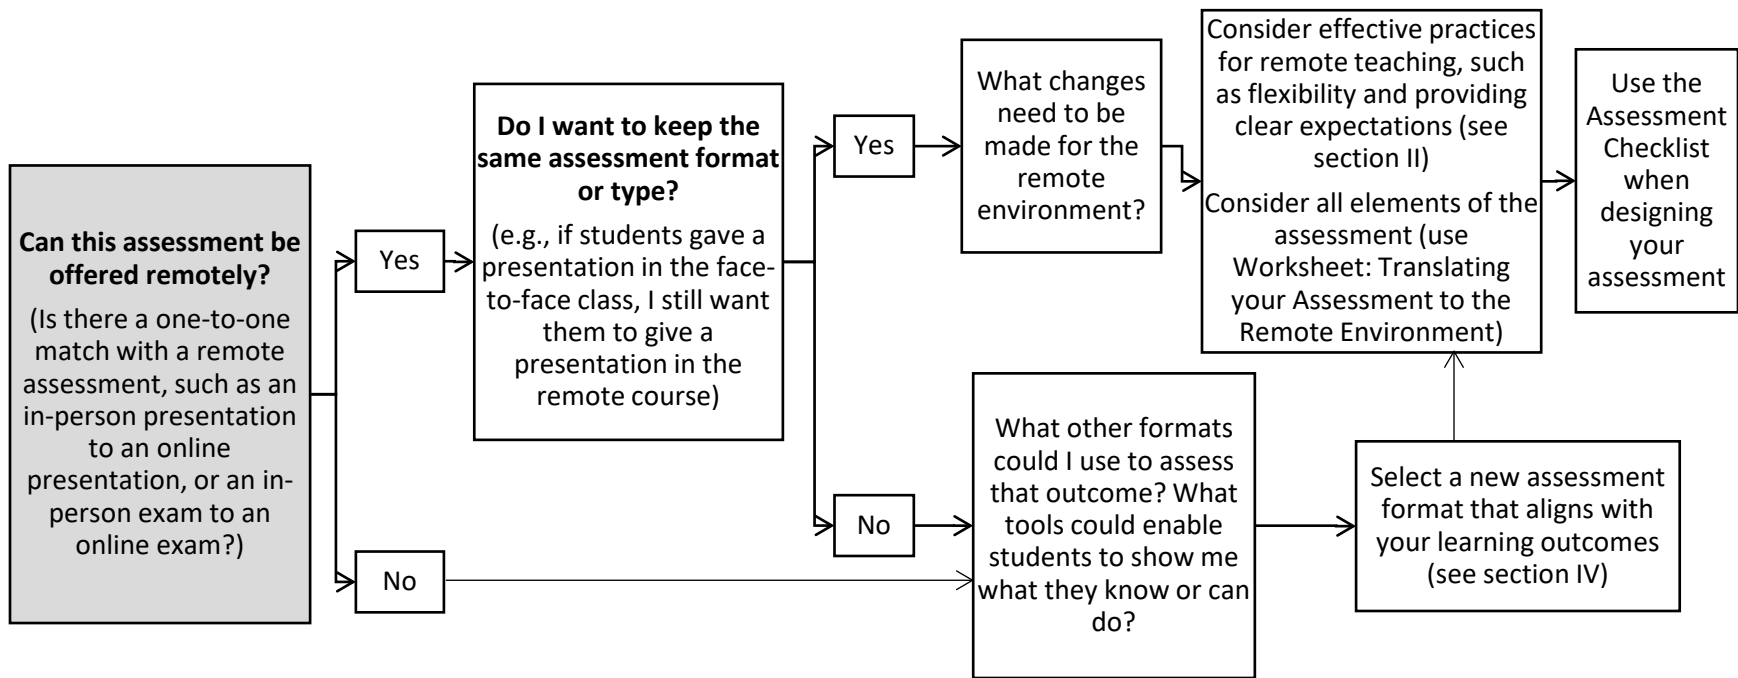 Can this assessment be
offered remotely?
(Is there a one-to-one
match with a remote
assessment, such as an
in-person presentation
to an online
presentation, or an in-
person exam to an
online exam?)
Yes
No
Do I want to keep the
same assessment format
or type?
(e.g., if students gave a
presentation in the face-
to-face class, I still want
them to give a
presentation in the
remote course)
Yes
No
What changes
need to be
made for the
remote
environment?
What other formats
could I use to assess
that outcome? What
tools could enable
students to show me
what they know or can
do?
Select a new assessment
format that aligns with
your learning outcomes
(see section IV)
Consider effective practices
for remote teaching, such
as flexibility and providing
clear expectations (see
section II)
Consider all elements of the
assessment (use
Worksheet: Translating
your Assessment to the
Remote Environment)
Use the
Assessment
Checklist
when
designing
your
assessment